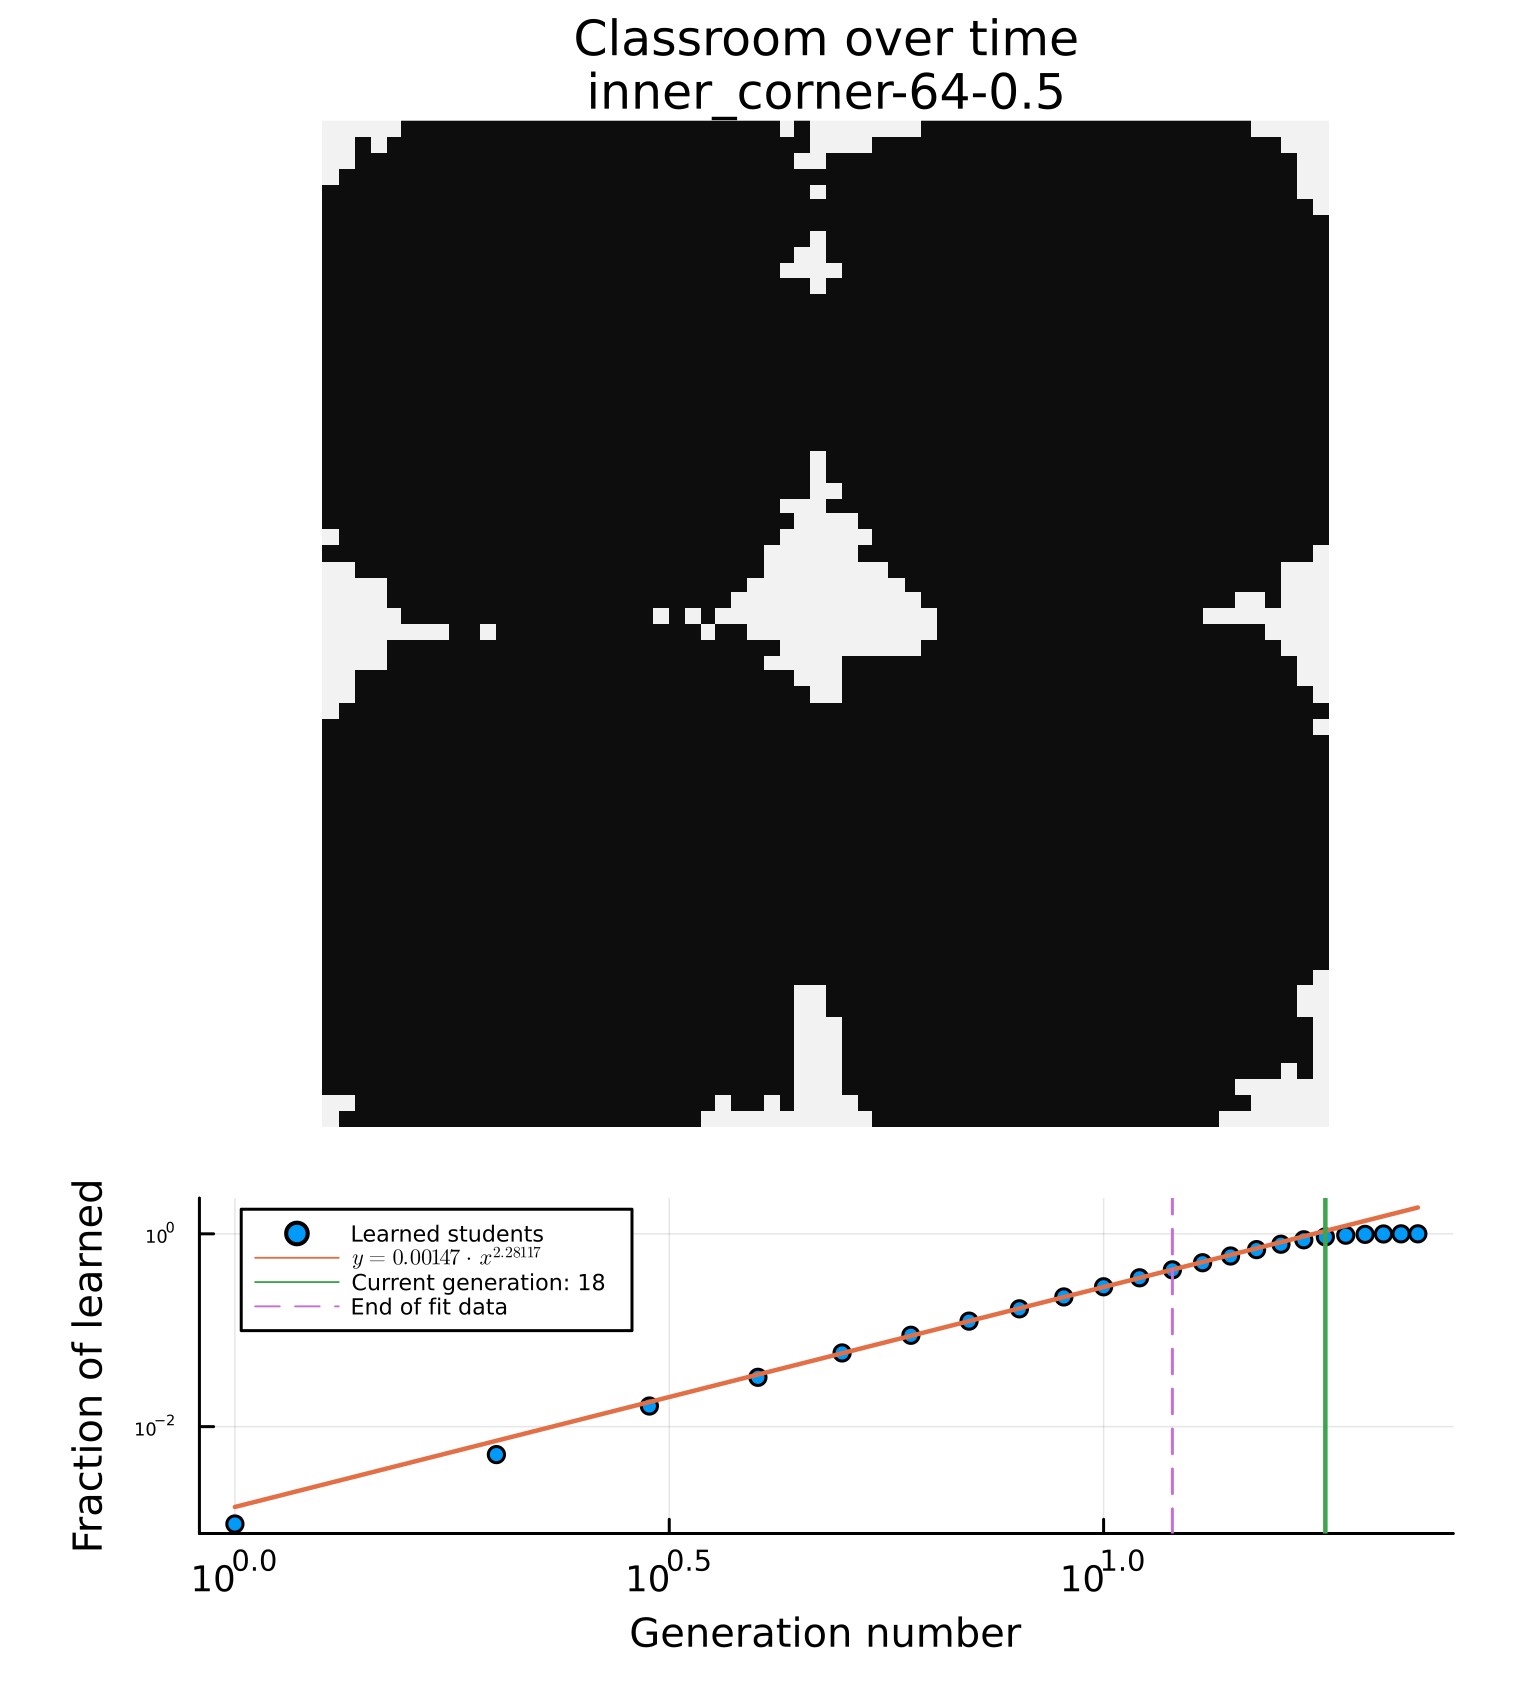 Classroom over time
inner_corner-64-0.5
Fraction of learned
10^0
10^−2
Learned students
y = 0.00147 · x^2.28117
Current generation: 18
End of fit data
10^0.0 10^0.5 10^1.0
Generation number